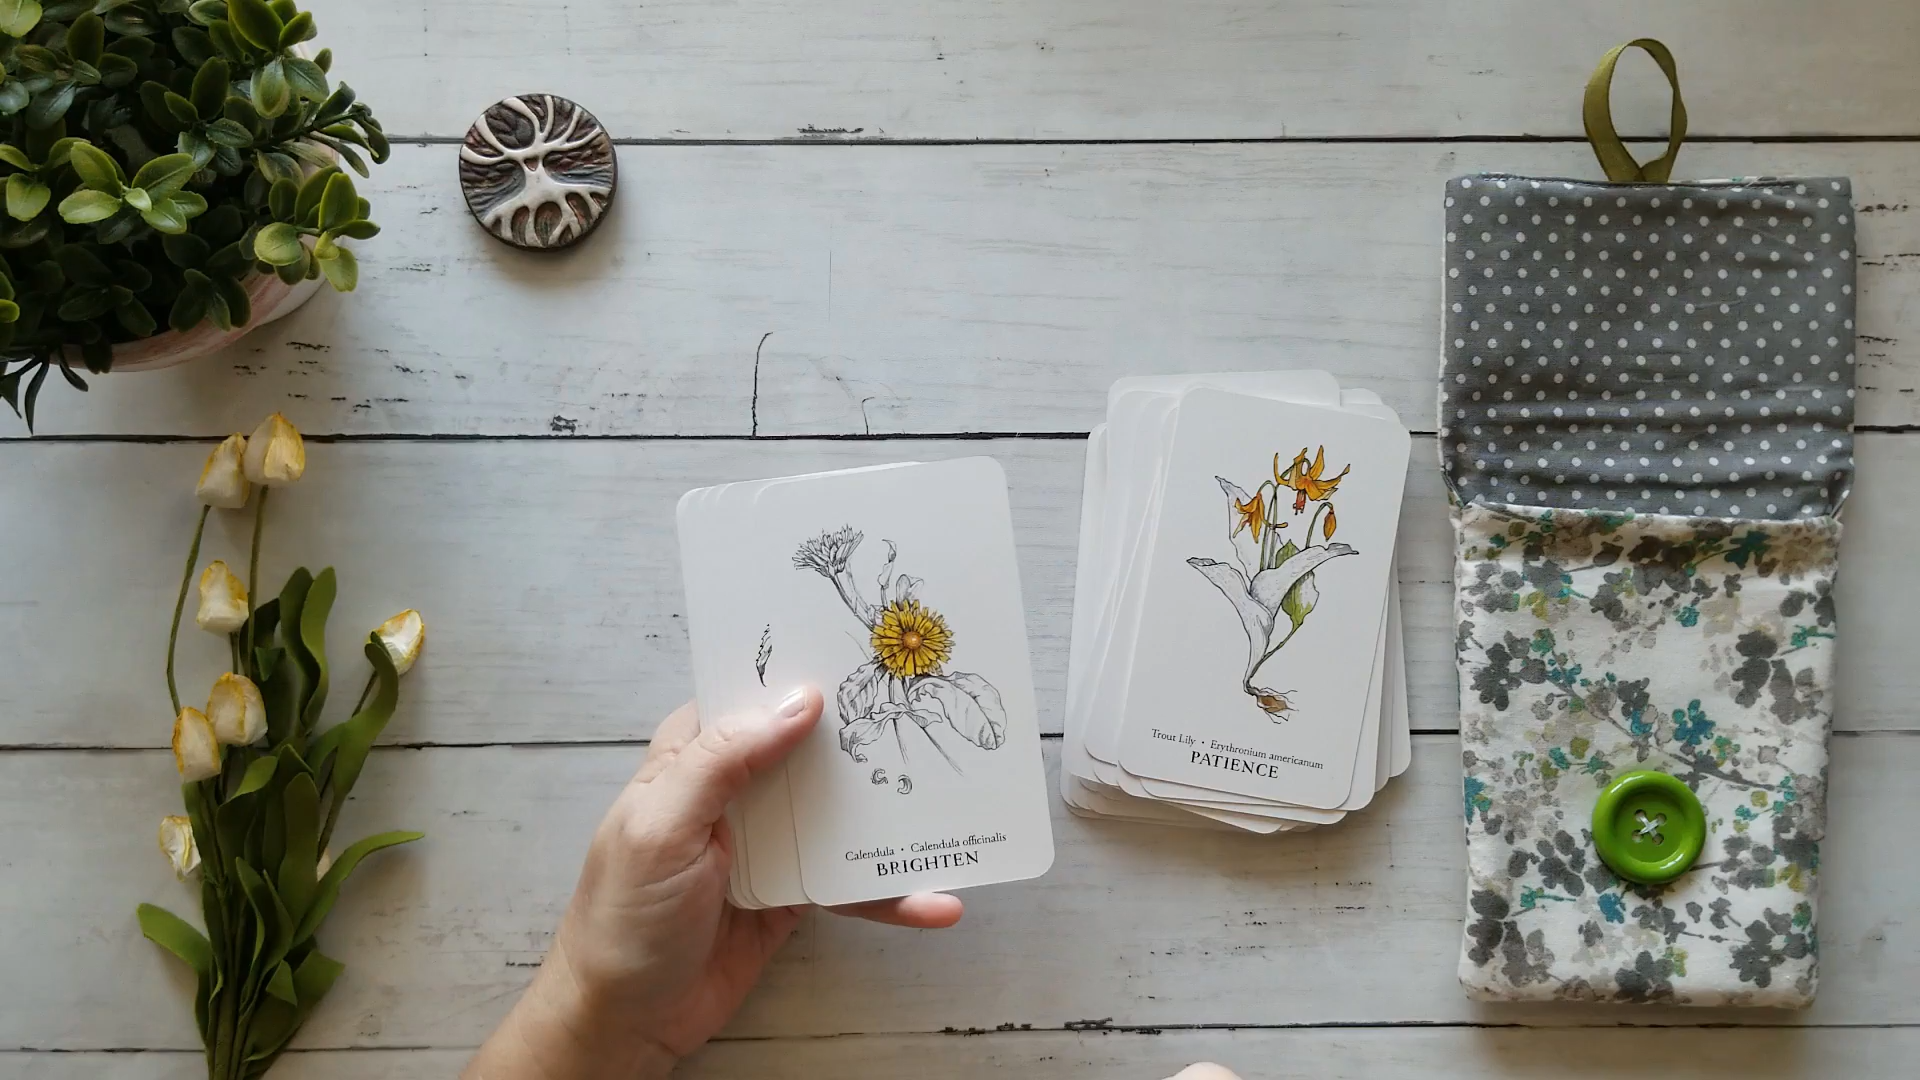 Calendula • Calendula officinalis
BRIGHTEN
Trout Lily • Erythronium americanum
PATIENCE